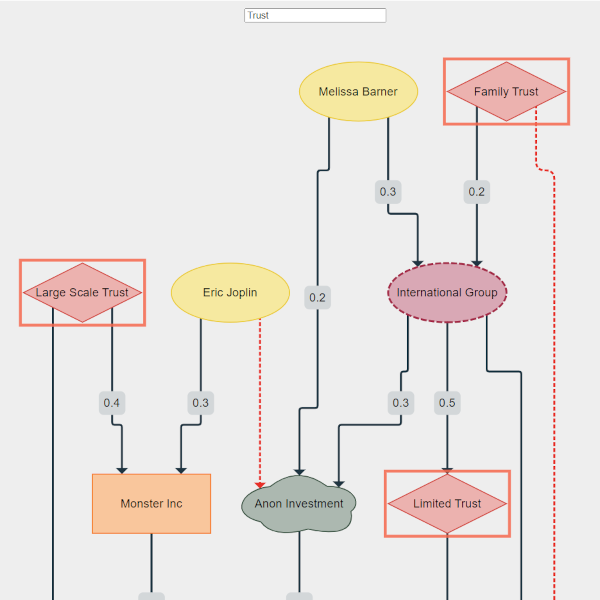 Trust
Melissa Barner
Family Trust
0.3
0.2
Large Scale Trust
Eric Joplin
International Group
0.2
0.4
0.3
0.3
0.5
Monster Inc
Anon Investment
Limited Trust